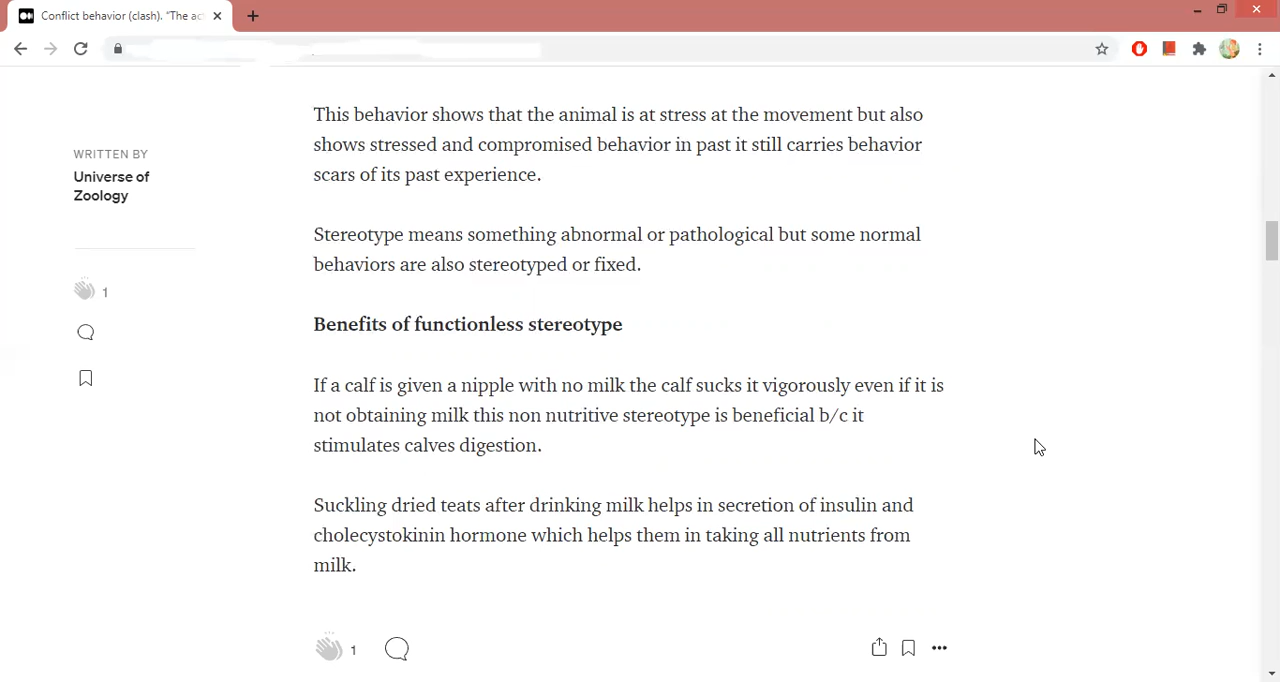 Conflict behavior (clash). "The ac
WRITTEN BY
Universe of
Zoology
1
This behavior shows that the animal is at stress at the movement but also
shows stressed and compromised behavior in past it still carries behavior
scars of its past experience.
Stereotype means something abnormal or pathological but some normal
behaviors are also stereotyped or fixed.
Benefits of functionless stereotype
If a calf is given a nipple with no milk the calf sucks it vigorously even if it is
not obtaining milk this non nutritive stereotype is beneficial b/c it
stimulates calves digestion.
Suckling dried teats after drinking milk helps in secretion of insulin and
cholecystokinin hormone which helps them in taking all nutrients from
milk.
1